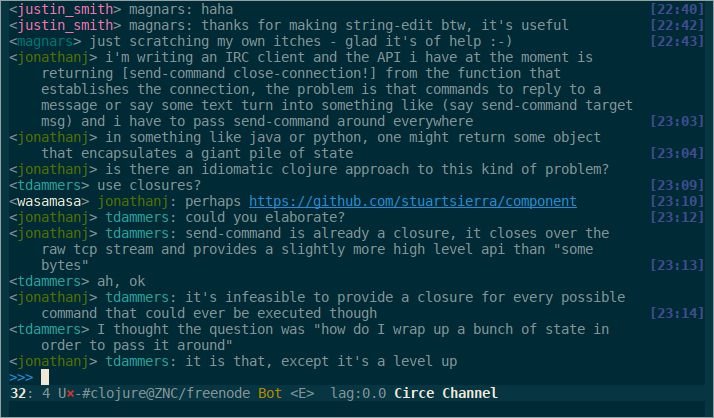 <justin_smith> magnars: haha [22:40]
<justin_smith> magnars: thanks for making string-edit btw, it's useful [22:42]
<magnars> just scratching my own itches - glad it's of help :-) [22:43]
<jonathanj> i'm writing an IRC client and the API i have at the moment is
returning [send-command close-connection!] from the function that
establishes the connection, the problem is that commands to reply to a
message or say some text turn into something like (say send-command target
msg) and i have to pass send-command around everywhere [23:03]
<jonathanj> in something like java or python, one might return some object
that encapsulates a giant pile of state [23:04]
<jonathanj> is there an idiomatic clojure approach to this kind of problem?
<tdammers> use closures? [23:09]
<wasamasa> jonathanj: perhaps https://github.com/stuartsierra/component [23:10]
<jonathanj> tdammers: could you elaborate? [23:12]
<jonathanj> tdammers: send-command is already a closure, it closes over the
raw tcp stream and provides a slightly more high level api than "some
bytes" [23:13]
<tdammers> ah, ok
<jonathanj> tdammers: it's infeasible to provide a closure for every possible
command that could ever be executed though [23:14]
<tdammers> I thought the question was "how do I wrap up a bunch of state in
order to pass it around"
<jonathanj> tdammers: it is that, except it's a level up
>>>
32: 4 U×-#clojure@ZNC/freenode Bot <E> lag:0.0 Circe Channel